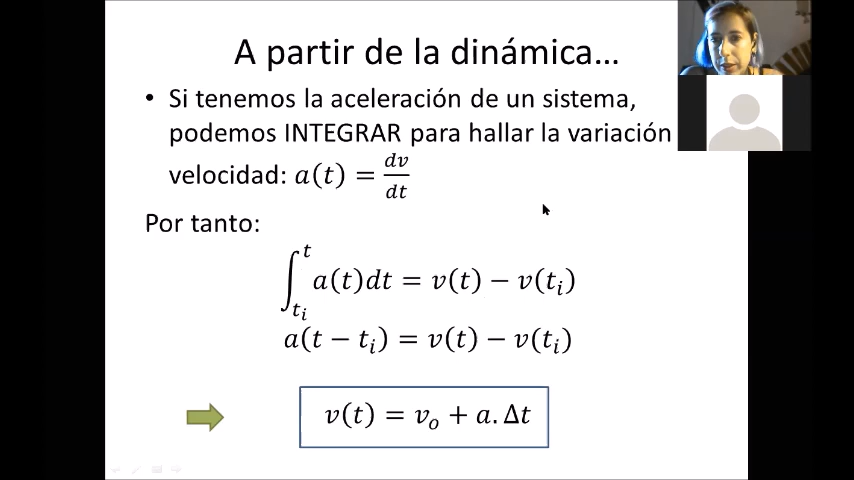 A partir de la dinámica...
• Si tenemos la aceleración de un sistema,
podemos INTEGRAR para hallar la variación
velocidad: a(t) = dv/dt
Por tanto:
∫_{t_i}^{t} a(t)dt = v(t) − v(t_i)
a(t − t_i) = v(t) − v(t_i)
v(t) = v_o + a. Δt